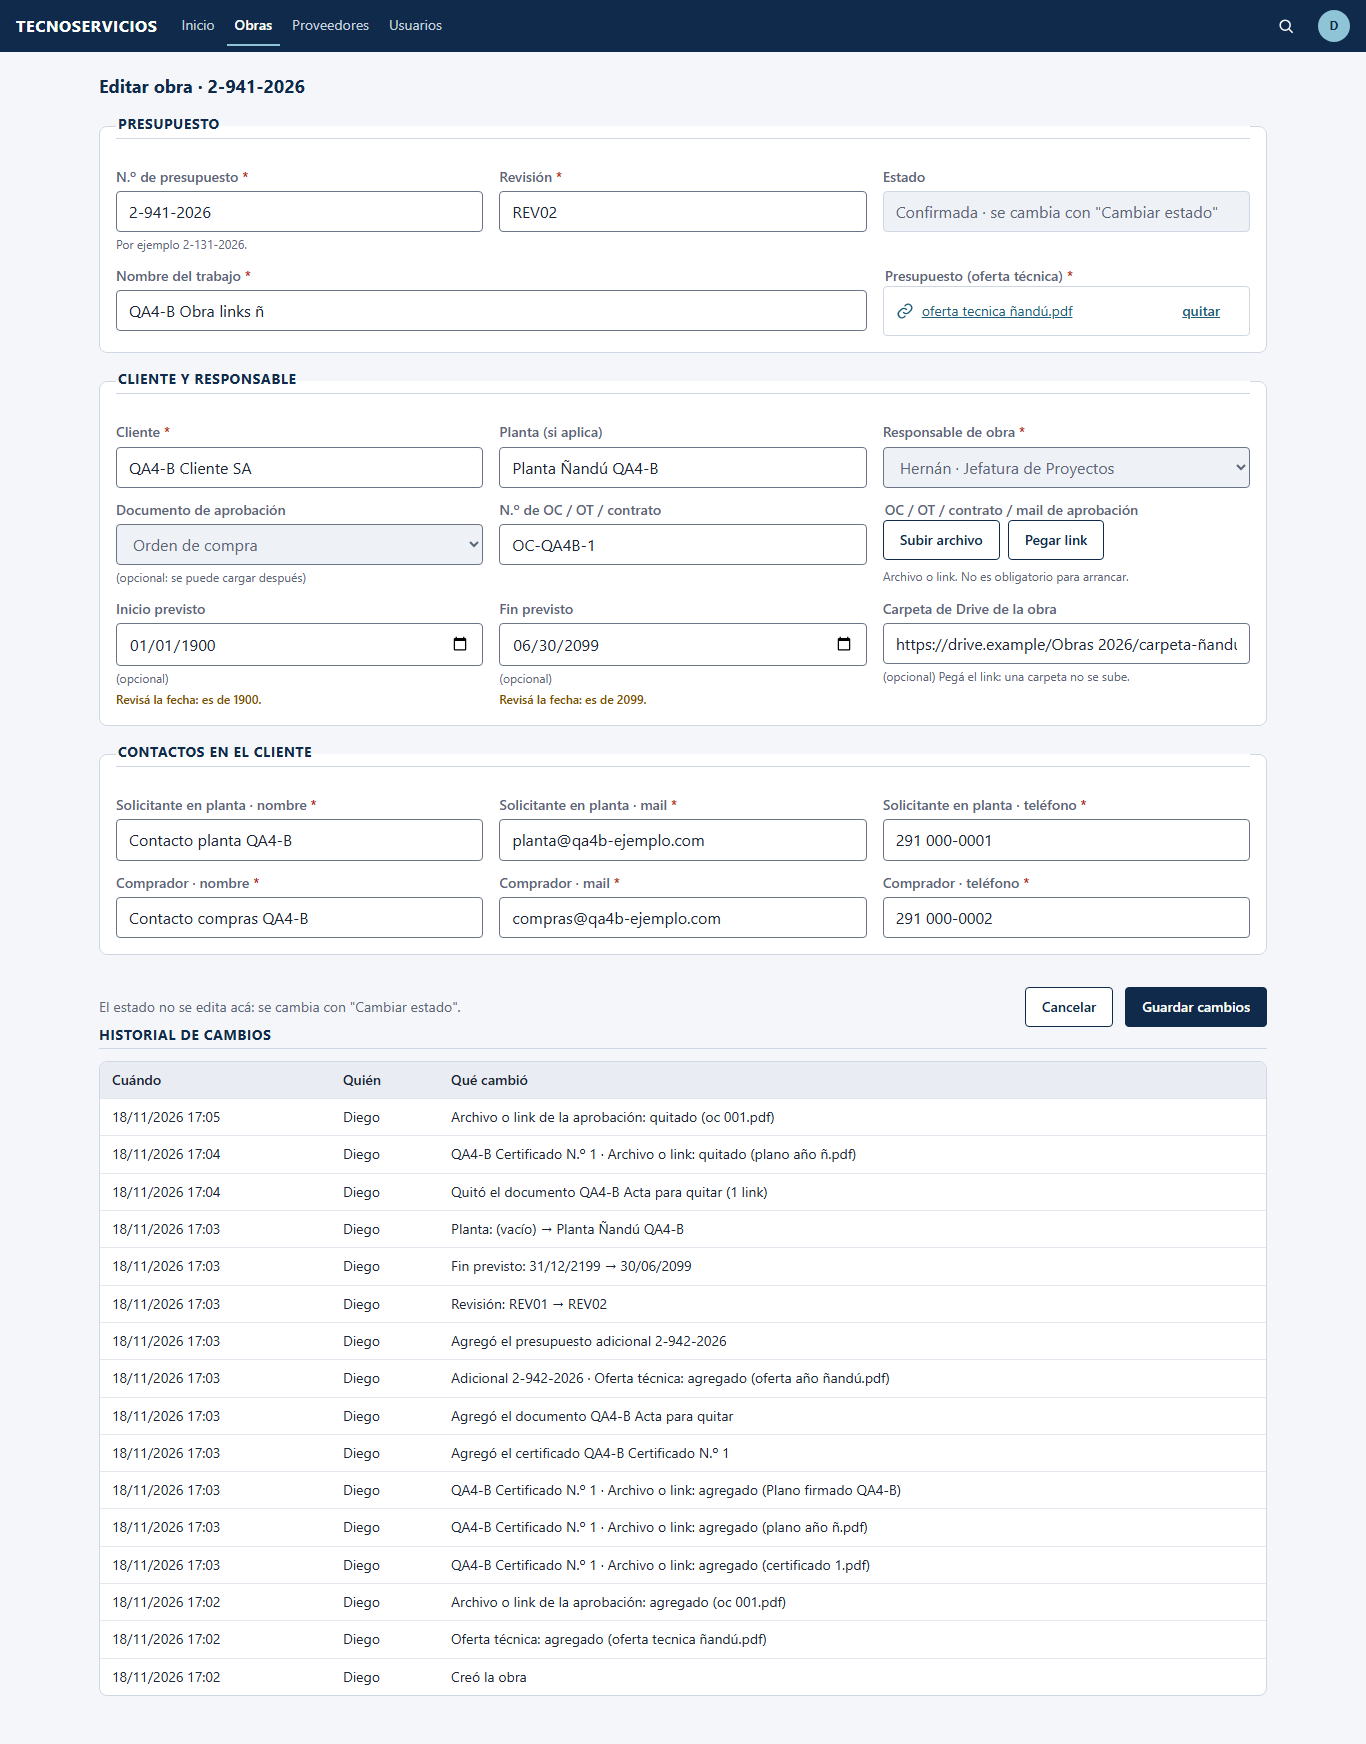 TECNOSERVICIOS Inicio Obras Proveedores Usuarios D
Editar obra · 2-941-2026
PRESUPUESTO
N.º de presupuesto * Revisión * Estado
2-941-2026 REV02 Confirmada · se cambia con "Cambiar estado"
Por ejemplo 2-131-2026.
Nombre del trabajo * Presupuesto (oferta técnica) *
QA4-B Obra links ñ oferta tecnica ñandú.pdf quitar
CLIENTE Y RESPONSABLE
Cliente * Planta (si aplica) Responsable de obra *
QA4-B Cliente SA Planta Ñandú QA4-B Hernán · Jefatura de Proyectos
Documento de aprobación N.º de OC / OT / contrato OC / OT / contrato / mail de aprobación
Orden de compra OC-QA4B-1 Subir archivo Pegar link
(opcional: se puede cargar después) Archivo o link. No es obligatorio para arrancar.
Inicio previsto Fin previsto Carpeta de Drive de la obra
01/01/1900 06/30/2099 https://drive.example/Obras 2026/carpeta-ñandu
(opcional) (opcional) (opcional) Pegá el link: una carpeta no se sube.
Revisá la fecha: es de 1900. Revisá la fecha: es de 2099.
CONTACTOS EN EL CLIENTE
Solicitante en planta · nombre * Solicitante en planta · mail * Solicitante en planta · teléfono *
Contacto planta QA4-B planta@qa4b-ejemplo.com 291 000-0001
Comprador · nombre * Comprador · mail * Comprador · teléfono *
Contacto compras QA4-B compras@qa4b-ejemplo.com 291 000-0002
El estado no se edita acá: se cambia con "Cambiar estado". Cancelar Guardar cambios
HISTORIAL DE CAMBIOS
Cuándo Quién Qué cambió
18/11/2026 17:05 Diego Archivo o link de la aprobación: quitado (oc 001.pdf)
18/11/2026 17:04 Diego QA4-B Certificado N.º 1 · Archivo o link: quitado (plano año ñ.pdf)
18/11/2026 17:04 Diego Quitó el documento QA4-B Acta para quitar (1 link)
18/11/2026 17:03 Diego Planta: (vacío) → Planta Ñandú QA4-B
18/11/2026 17:03 Diego Fin previsto: 31/12/2199 → 30/06/2099
18/11/2026 17:03 Diego Revisión: REV01 → REV02
18/11/2026 17:03 Diego Agregó el presupuesto adicional 2-942-2026
18/11/2026 17:03 Diego Adicional 2-942-2026 · Oferta técnica: agregado (oferta año ñandú.pdf)
18/11/2026 17:03 Diego Agregó el documento QA4-B Acta para quitar
18/11/2026 17:03 Diego Agregó el certificado QA4-B Certificado N.º 1
18/11/2026 17:03 Diego QA4-B Certificado N.º 1 · Archivo o link: agregado (Plano firmado QA4-B)
18/11/2026 17:03 Diego QA4-B Certificado N.º 1 · Archivo o link: agregado (plano año ñ.pdf)
18/11/2026 17:03 Diego QA4-B Certificado N.º 1 · Archivo o link: agregado (certificado 1.pdf)
18/11/2026 17:02 Diego Archivo o link de la aprobación: agregado (oc 001.pdf)
18/11/2026 17:02 Diego Oferta técnica: agregado (oferta tecnica ñandú.pdf)
18/11/2026 17:02 Diego Creó la obra